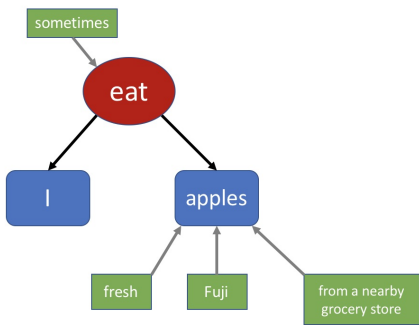 sometimes
eat
I
apples
fresh
Fuji
from a nearby
grocery store